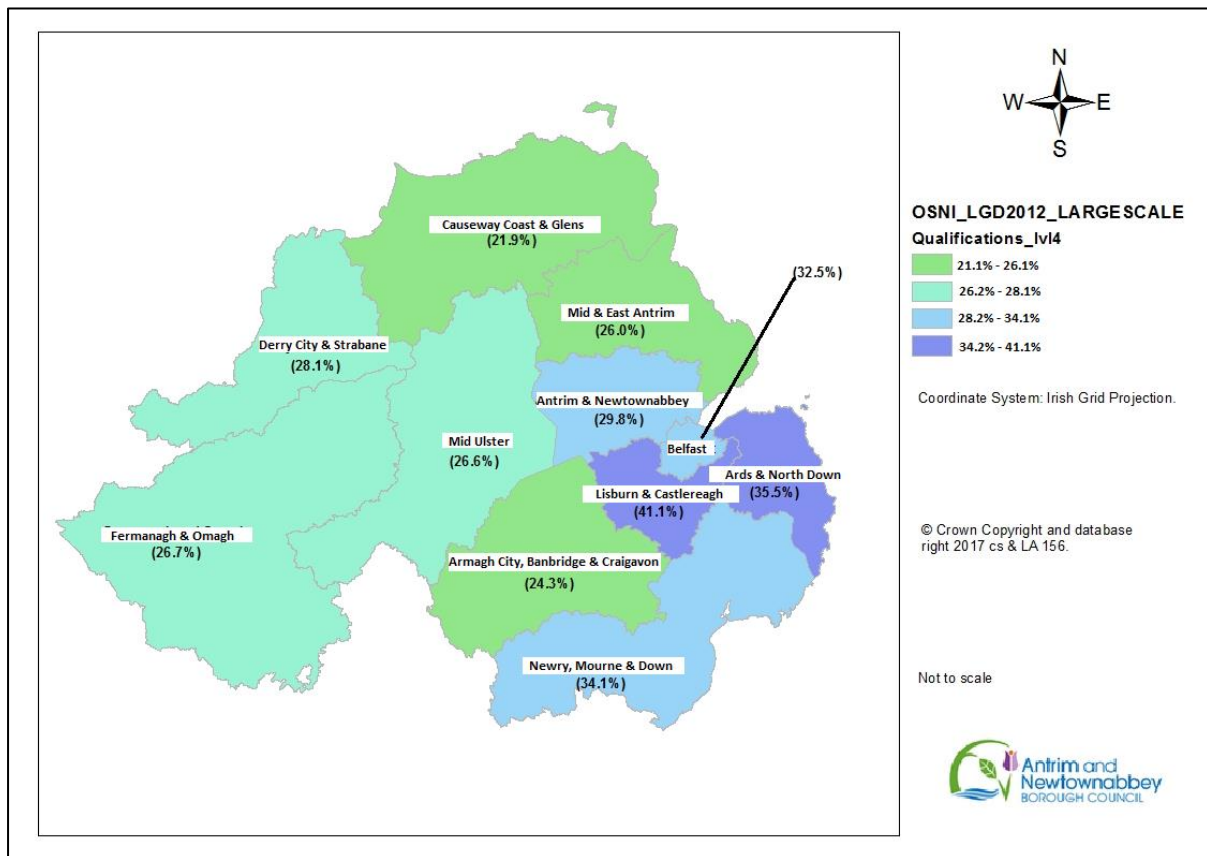 N
W E
S
OSNI_LGD2012_LARGESCALE
Qualifications_lvl4
21.1% - 26.1%
26.2% - 28.1%
28.2% - 34.1%
34.2% - 41.1%
Coordinate System: Irish Grid Projection.
© Crown Copyright and database
right 2017 cs & LA 156.
Not to scale
Antrim and
Newtownabbey
BOROUGH COUNCIL
Causeway Coast & Glens
(21.9%)
(32.5%)
Mid & East Antrim
(26.0%)
Derry City & Strabane
(28.1%)
Antrim & Newtownabbey
(29.8%)
Mid Ulster
(26.6%)
Belfast
Ards & North Down
(35.5%)
Lisburn & Castlereagh
(41.1%)
Fermanagh & Omagh
(26.7%)
Armagh City, Banbridge & Craigavon
(24.3%)
Newry, Mourne & Down
(34.1%)